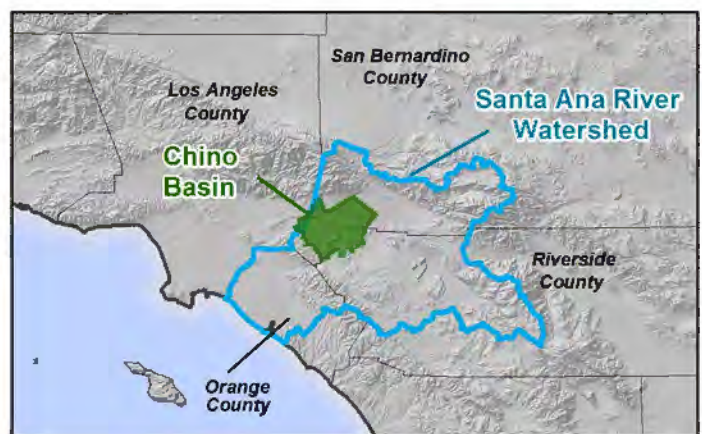 San Bernardino
County
Los Angeles
County
Santa Ana River
Watershed
Chino
Basin
Riverside
County
Orange
County